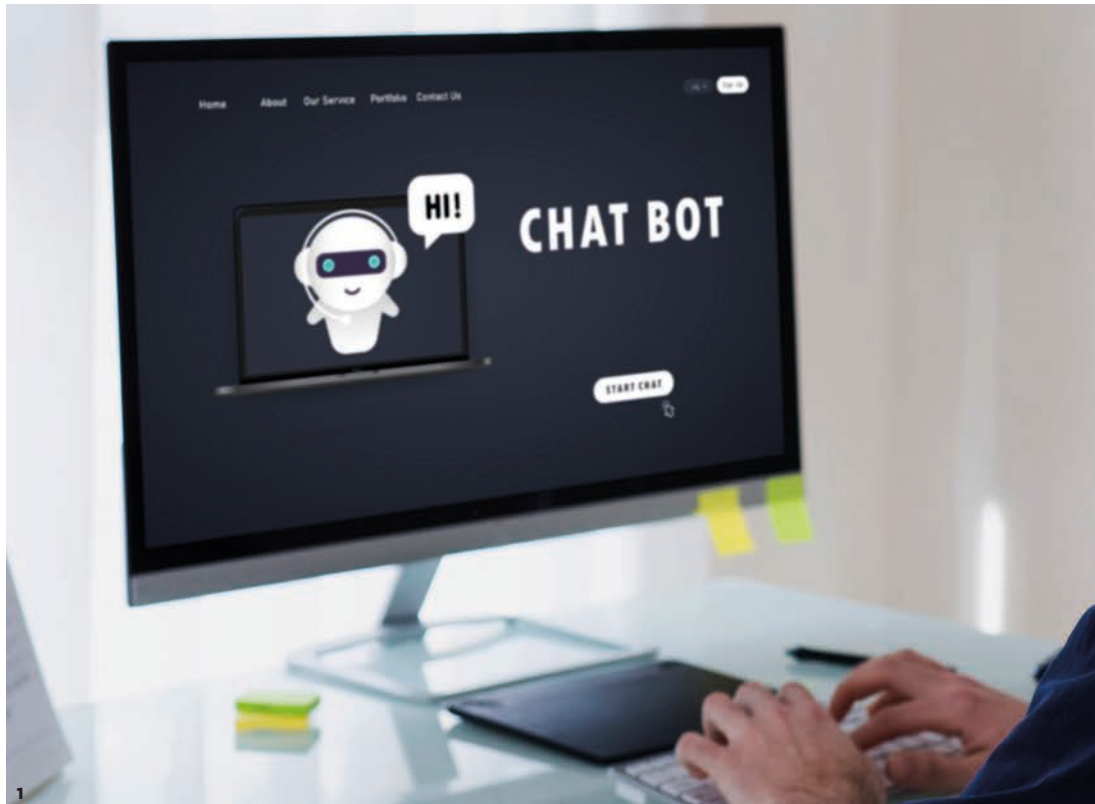 Home About Our Service Portfolio Contact Us
HI!
CHAT BOT
START CHAT
1